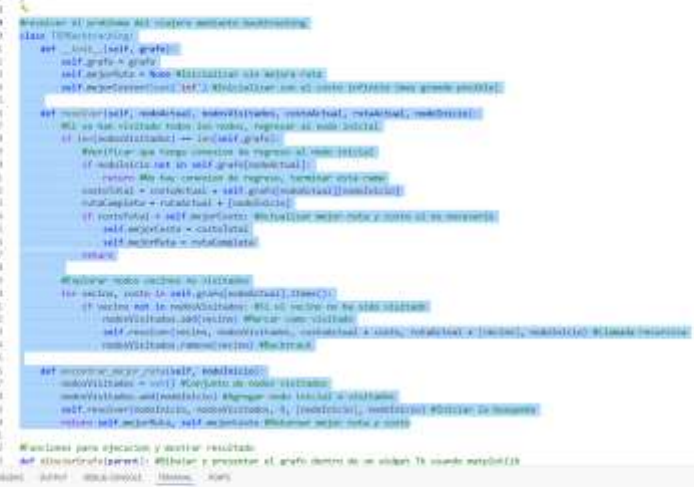 #Resolver el problema del viajero mediante backtracking
class TSPBacktracking:
def __init__(self, grafo):
self.grafo = grafo
self.mejorRuta = None #Inicializar sin mejore ruta
self.mejorCosto=float('inf') #Inicializar con el costo infinito (mas grande posible)
def resolver(self, nodoActual, nodosVisitados, costoActual, rutaActual, nodoInicio):
#Si se han visitado todos los nodos, regresar al nodo inicial
if len(nodosVisitados) == len(self.grafo):
#Verificar que tenga conexion de regreso al nodo inicial
if nodoInicio not in self.grafo[nodoActual]:
return #No hay conexion de regreso, terminar esta rama
costoTotal = costoActual + self.grafo[nodoActual][nodoInicio]
rutaCompleta = rutaActual + [nodoInicio]
if costoTotal < self.mejorCosto: #Actualizar mejor ruta y costo si es necesario
self.mejorCosto = costoTotal
self.mejorRuta = rutaCompleta
return
#Explorar nodos vecinos no visitados
for vecino, costo in self.grafo[nodoActual].items():
if vecino not in nodosVisitados: #Si el vecino no ha sido visitado
nodosVisitados.add(vecino) #Marcar como visitado
self.resolver(vecino, nodosVisitados, costoActual + costo, rutaActual + [vecino], nodoInicio) #Llamada recursiva
nodosVisitados.remove(vecino) #Backtrack
def encontrar_mejor_ruta(self, nodoInicio):
nodosVisitados = set() #Conjunto de nodos visitados
nodosVisitados.add(nodoInicio) #Agregar nodo inicial a visitados
self.resolver(nodoInicio, nodosVisitados, 0, [nodoInicio], nodoInicio) #Iniciar la busqueda
return self.mejorRuta, self.mejorCosto #Retornar mejor ruta y costo
#Funciones para ejecucion y mostrar resultado
def dibujarGrafo(parent): #Dibujar y presentar el grafo dentro de un widget Tk usando matplotlib
OUTPUT DEBUG CONSOLE TERMINAL PORTS